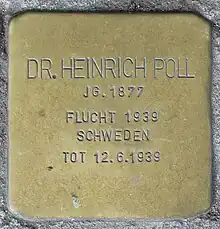 DR. HEINRICH POLL
JG. 1877
FLUCHT 1939
SCHWEDEN
TOT 12.6.1939